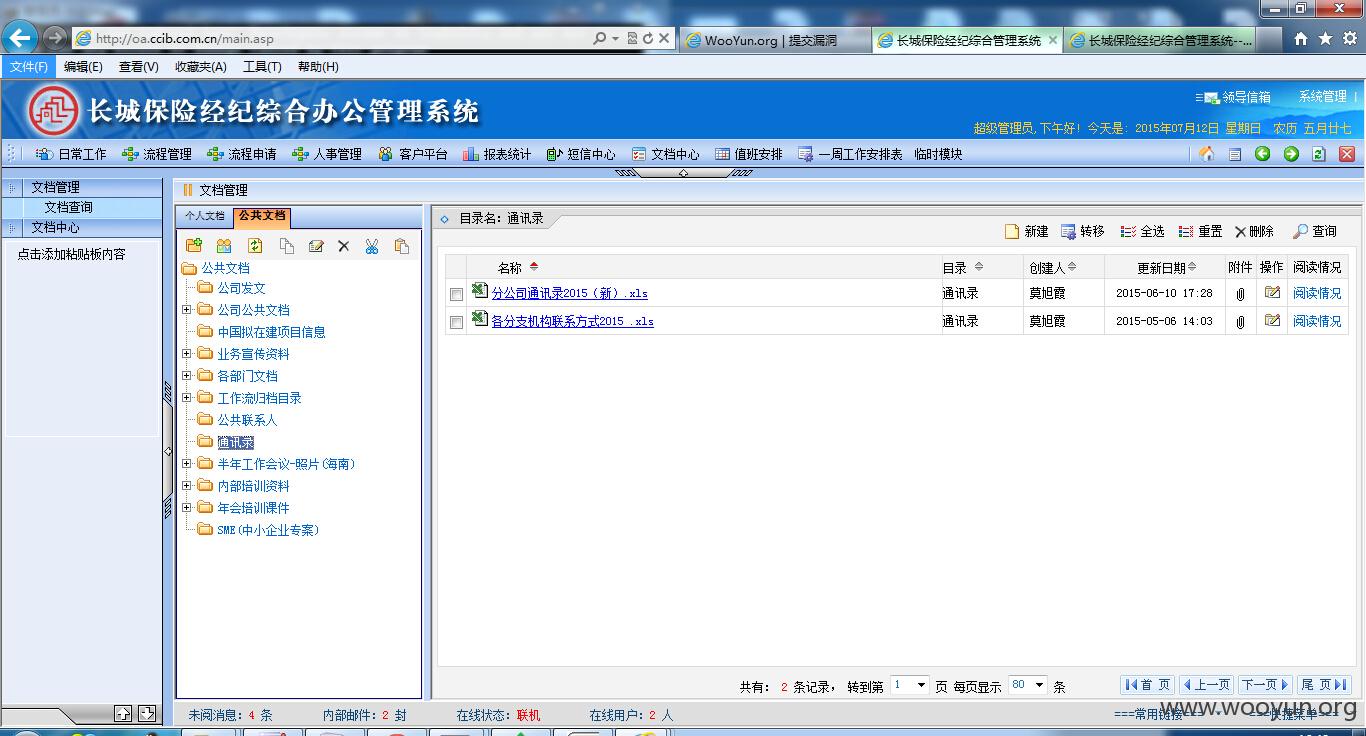 http://oa.ccib.com.cn/main.asp
WooYun.org | 提交漏洞
长城保险经纪综合管理系统
长城保险经纪综合管理系统--...
文件(F) 编辑(E) 查看(V) 收藏夹(A) 工具(T) 帮助(H)
长城保险经纪综合办公管理系统
领导信箱 系统管理
超级管理员,下午好！今天是：2015年07月12日 星期日 农历 五月廿七
日常工作 流程管理 流程申请 人事管理 客户平台 报表统计 短信中心 文档中心 值班安排 一周工作安排表 临时模块
文档管理
文档查询
文档中心
点击添加粘贴板内容
文档管理
个人文档 公共文档
公共文档
公司发文
公司公共文档
中国拟在建项目信息
业务宣传资料
各部门文档
工作流归档目录
公共联系人
通讯录
半年工作会议-照片(海南)
内部培训资料
年会培训课件
SME(中小企业专案)
目录名：通讯录
新建 转移 全选 重置 删除 查询
名称 目录 创建人 更新日期 附件 操作 阅读情况
分公司通讯录2015（新）.xls 通讯录 莫旭霞 2015-06-10 17:28 阅读情况
各分支机构联系方式2015 .xls 通讯录 莫旭霞 2015-05-06 14:03 阅读情况
共有： 2 条记录， 转到第 1 页 每页显示 80 条
首 页 上一页 下一页 尾 页
未阅消息：4 条 内部邮件：2 封 在线状态：联机 在线用户：2 人
===常用链接=== ===快捷菜单===
www.wooyun.org